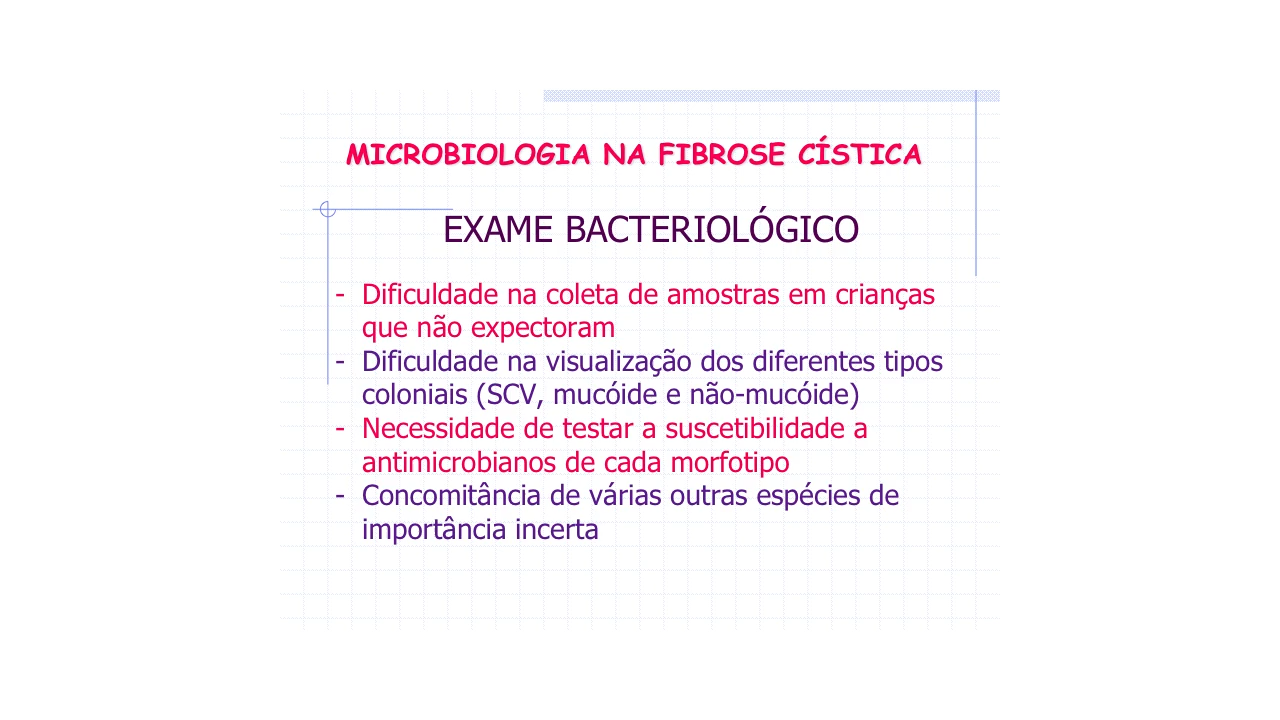 MICROBIOLOGIA NA FIBROSE CÍSTICA
EXAME BACTERIOLÓGICO
- Dificuldade na coleta de amostras em crianças
que não expectoram
- Dificuldade na visualização dos diferentes tipos
coloniais (SCV, mucóide e não-mucóide)
- Necessidade de testar a suscetibilidade a
antimicrobianos de cada morfotipo
- Concomitância de várias outras espécies de
importância incerta